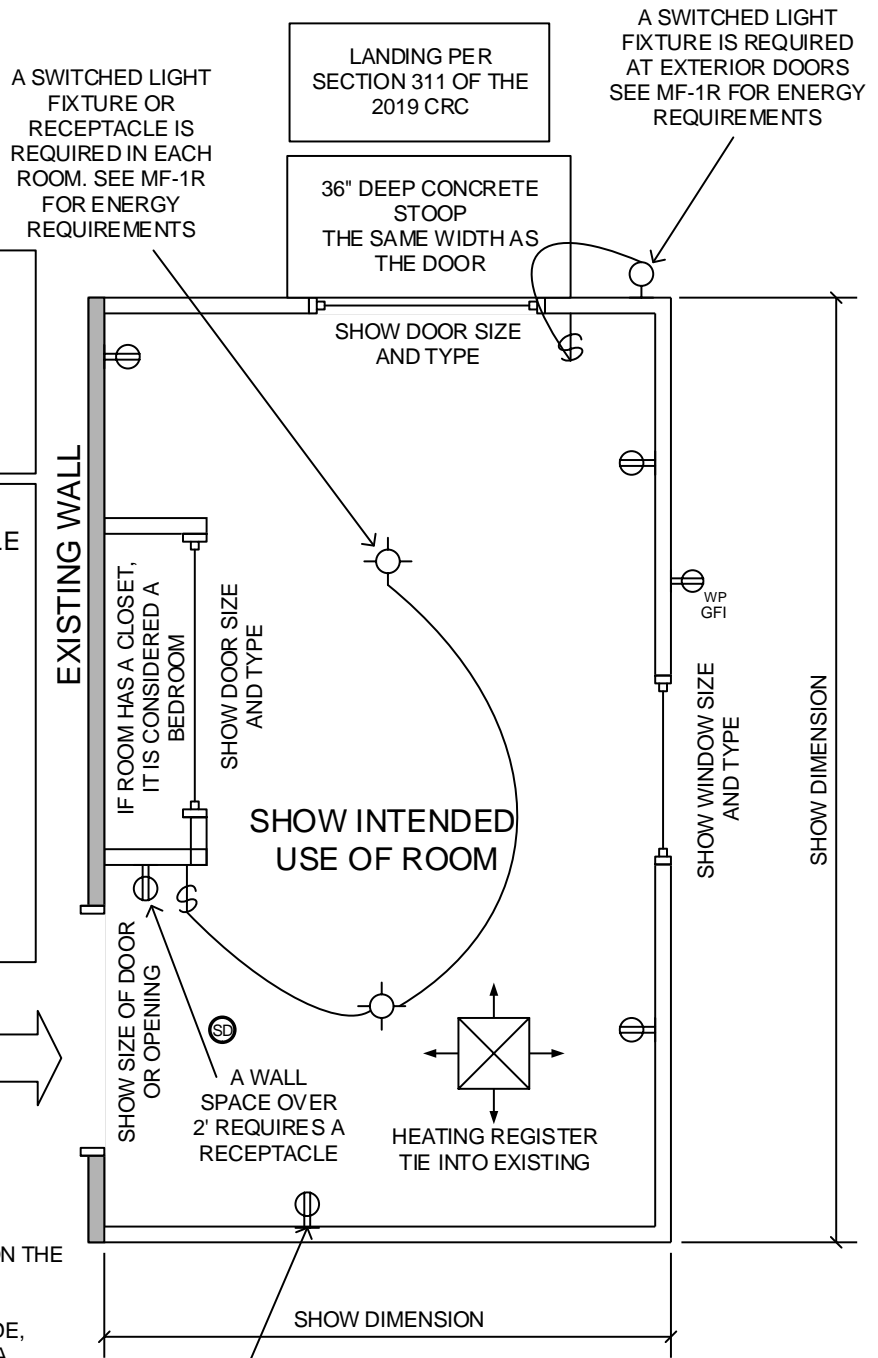 A SWITCHED LIGHT
FIXTURE OR
RECEPTACLE IS
REQUIRED IN EACH
ROOM. SEE MF-1R
FOR ENERGY
REQUIREMENTS
LANDING PER
SECTION 311 OF THE
2019 CRC
A SWITCHED LIGHT
FIXTURE IS REQUIRED
AT EXTERIOR DOORS
SEE MF-1R FOR ENERGY
REQUIREMENTS
36" DEEP CONCRETE
STOOP
THE SAME WIDTH AS
THE DOOR
SHOW DOOR SIZE
AND TYPE
EXISTING WALL
IF ROOM HAS A CLOSET,
IT IS CONSIDERED A
BEDROOM
SHOW DOOR SIZE
AND TYPE
WP
GFI
SHOW WINDOW SIZE
AND TYPE
SHOW DIMENSION
SHOW INTENDED
USE OF ROOM
SHOW SIZE OF DOOR
OR OPENING
SD
A WALL
SPACE OVER
2' REQUIRES A
RECEPTACLE
HEATING REGISTER
TIE INTO EXISTING
ON THE
SHOW DIMENSION